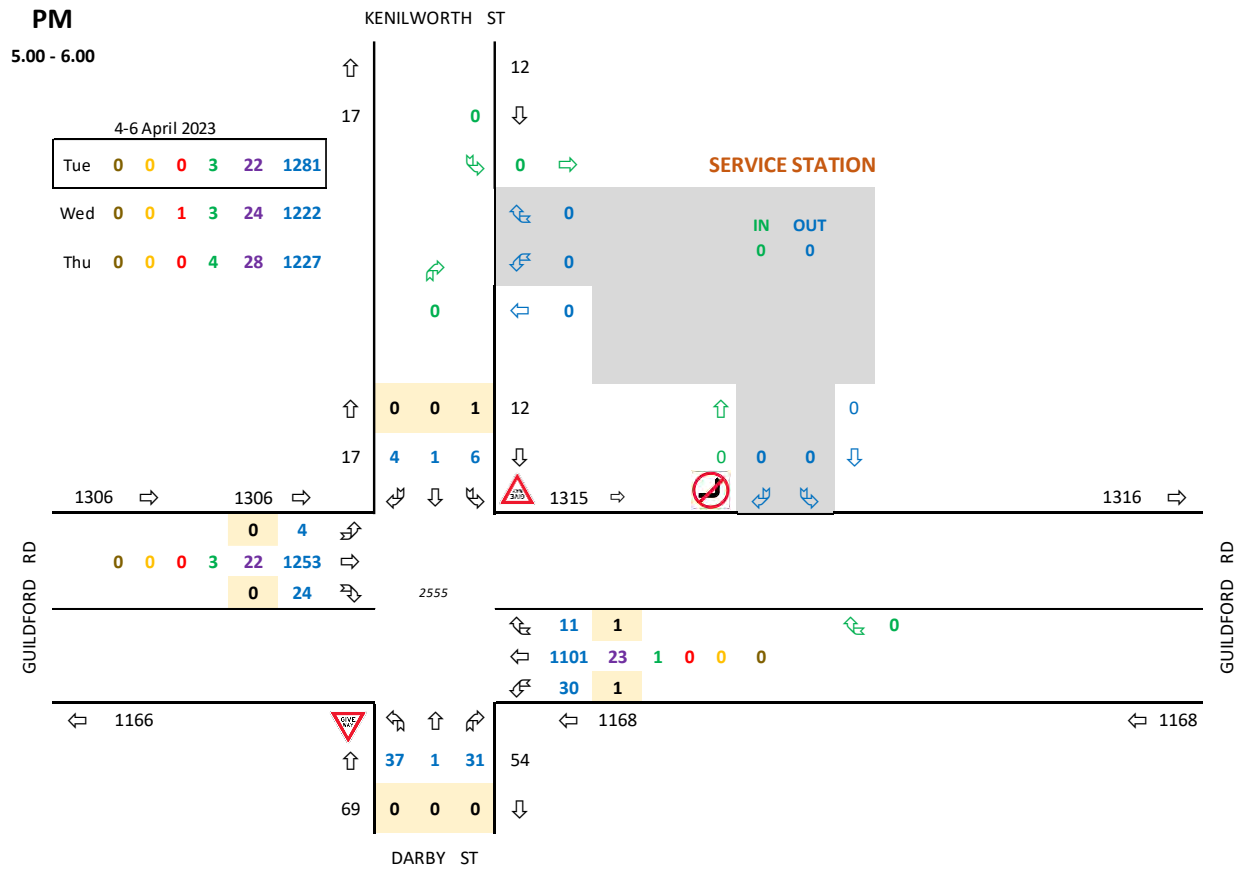 PM
KENILWORTH ST
5.00 - 6.00
12
17 0
4-6 April 2023
Tue 0 0 0 3 22 1281
0
SERVICE STATION
Wed 0 0 1 3 24 1222
0
IN OUT
0 0
Thu 0 0 0 4 28 1227
0
0
0
0 0 1 12
0
17 4 1 6
0 0 0
1306 1306
GIVE WAY
1315
1316
0 4
0 0 0 3 22 1253
0 24
2555
GUILDFORD RD
GUILDFORD RD
11 1
0
1101 23 1 0 0 0
30 1
1166
GIVE WAY
1168
1168
37 1 31 54
69 0 0 0
DARBY ST